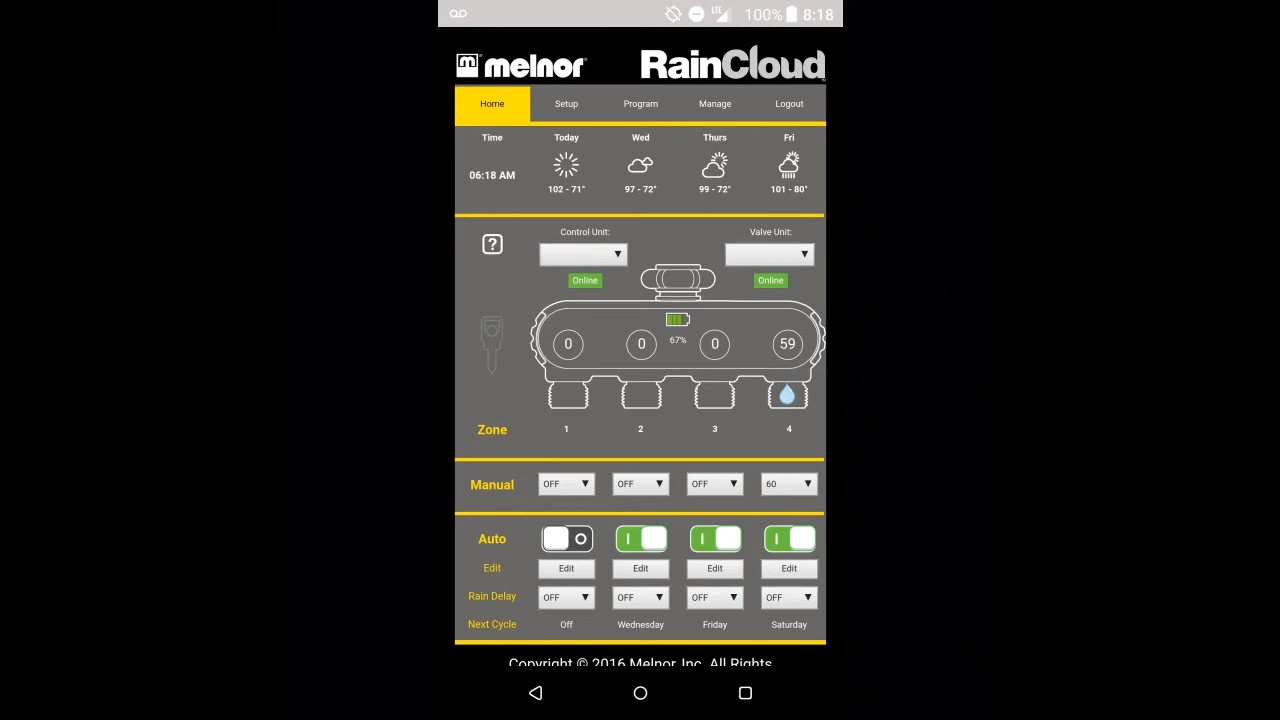 LTE 100% 8:18
melnor RainCloud
Home Setup Program Manage Logout
Time Today Wed Thurs Fri
06:18 AM
102 - 71° 97 - 72° 99 - 72° 101 - 80°
Control Unit: Valve Unit:
?
Online Online
0 0 67% 0 59
Zone 1 2 3 4
Manual OFF OFF OFF 60
Auto
Edit Edit Edit Edit Edit
Rain Delay OFF OFF OFF OFF
Next Cycle Off Wednesday Friday Saturday
Copyright © 2016 Melnor, Inc. All Rights